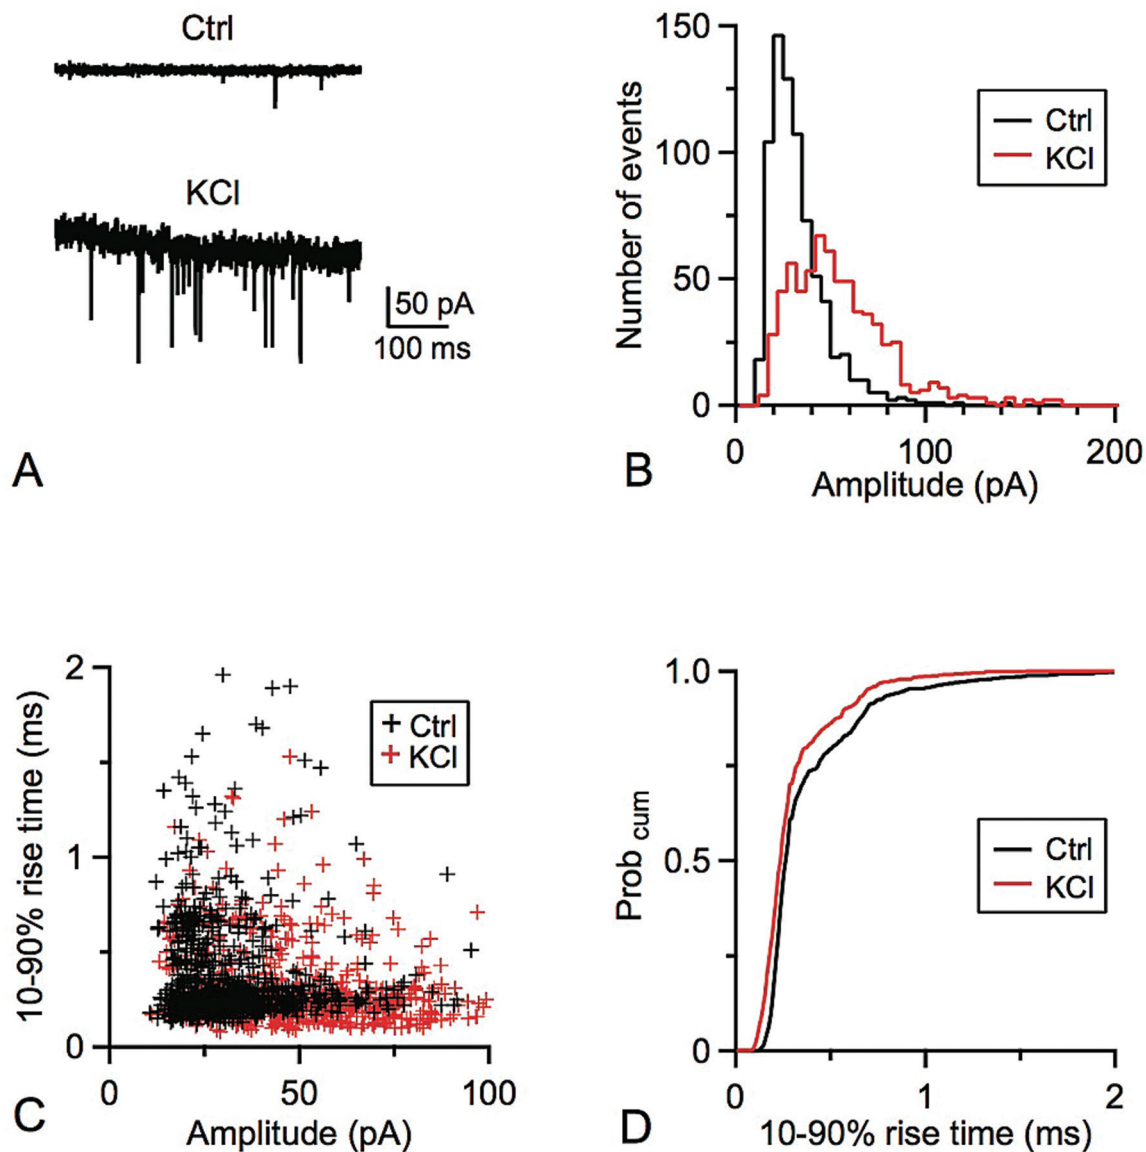 Ctrl
KCl
50 pA
100 ms
A
150
100
50
0
Number of events
Ctrl
KCl
0 100 200
Amplitude (pA)
B
2
1
0
10-90% rise time (ms)
Ctrl
KCl
0 50 100
Amplitude (pA)
C
1.0
0.5
0
Prob cum
Ctrl
KCl
0 1 2
10-90% rise time (ms)
D